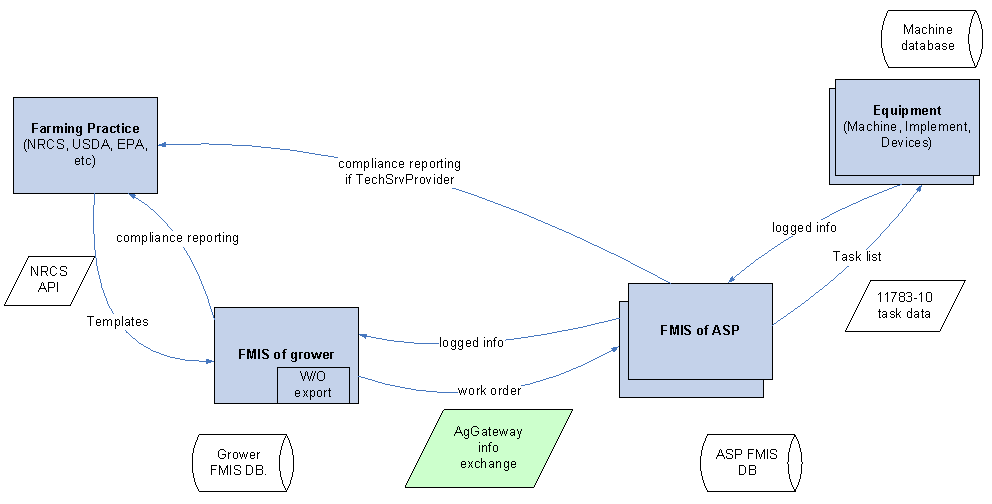 Machine
database
Farming Practice
(NRCS, USDA, EPA,
etc)
Equipment
(Machine, Implement,
Devices)
compliance reporting
if TechSrvProvider
compliance reporting
logged info
Task list
NRCS
API
11783-10
task data
Templates
FMIS of grower
W/O
export
logged info
FMIS of ASP
work order
AgGateway
info
exchange
Grower
FMIS DB.
ASP FMIS
DB